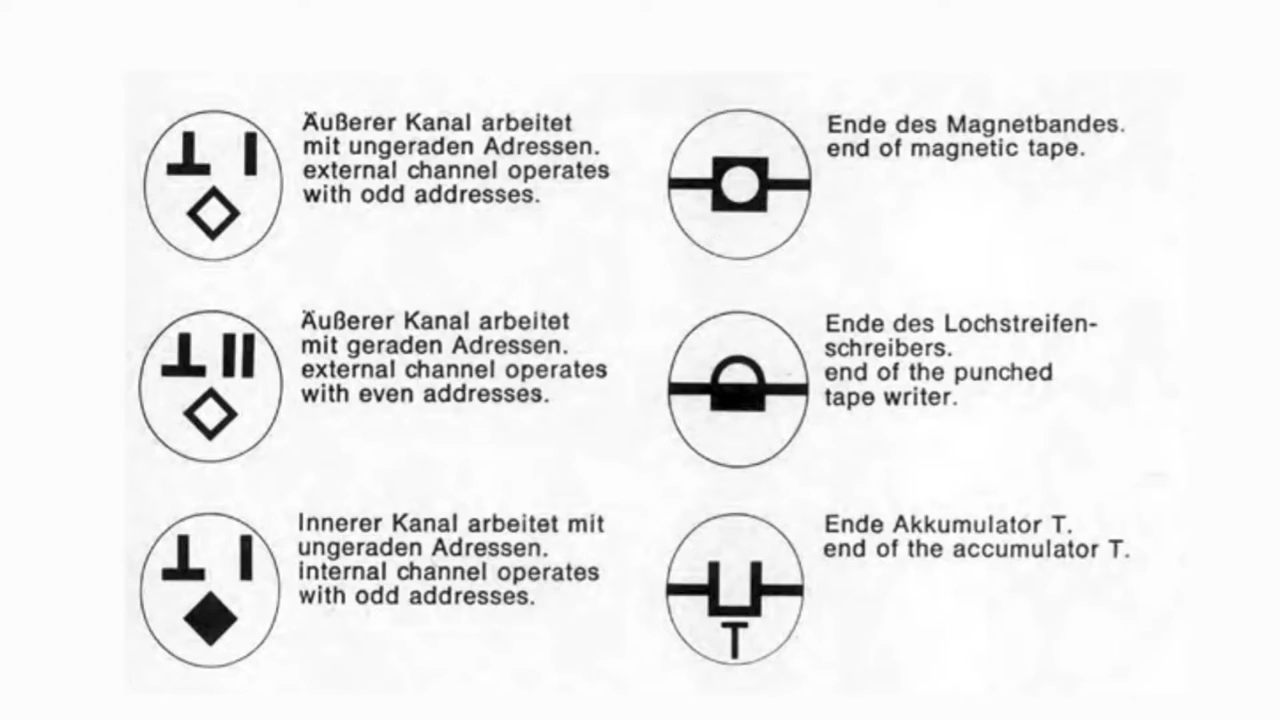 Äußerer Kanal arbeitet
mit ungeraden Adressen.
external channel operates
with odd addresses.
Äußerer Kanal arbeitet
mit geraden Adressen.
external channel operates
with even addresses.
Innerer Kanal arbeitet mit
ungeraden Adressen.
internal channel operates
with odd addresses.
Ende des Magnetbandes.
end of magnetic tape.
Ende des Lochstreifen-
schreibers.
end of the punched
tape writer.
Ende Akkumulator T.
end of the accumulator T.
T